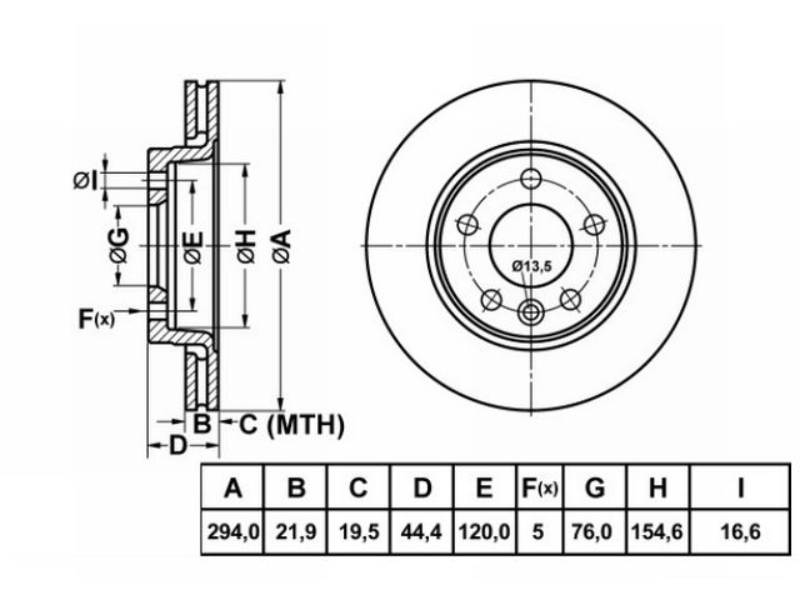 ØI
ØG
ØE
ØH
ØA
F(x)
Ø13,5
B
C (MTH)
D
A B C D E F(x) G H I
294,0 21,9 19,5 44,4 120,0 5 76,0 154,6 16,6